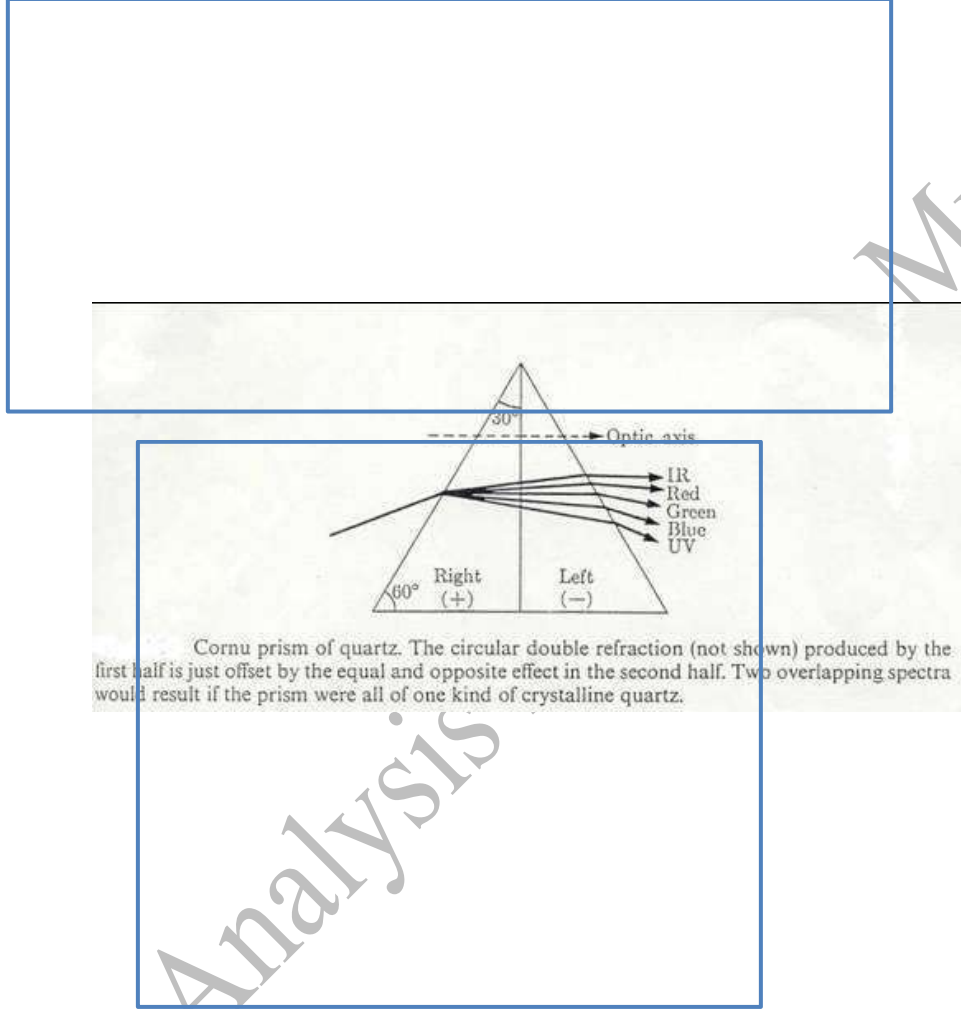 M
30°
Optic axis
IR
Red
Green
Blue
UV
Right
Left
60°
(+)
(−)
Cornu prism of quartz. The circular double refraction (not shown) produced by the
first half is just offset by the equal and opposite effect in the second half. Two overlapping spectra
would result if the prism were all of one kind of crystalline quartz.
Analysis